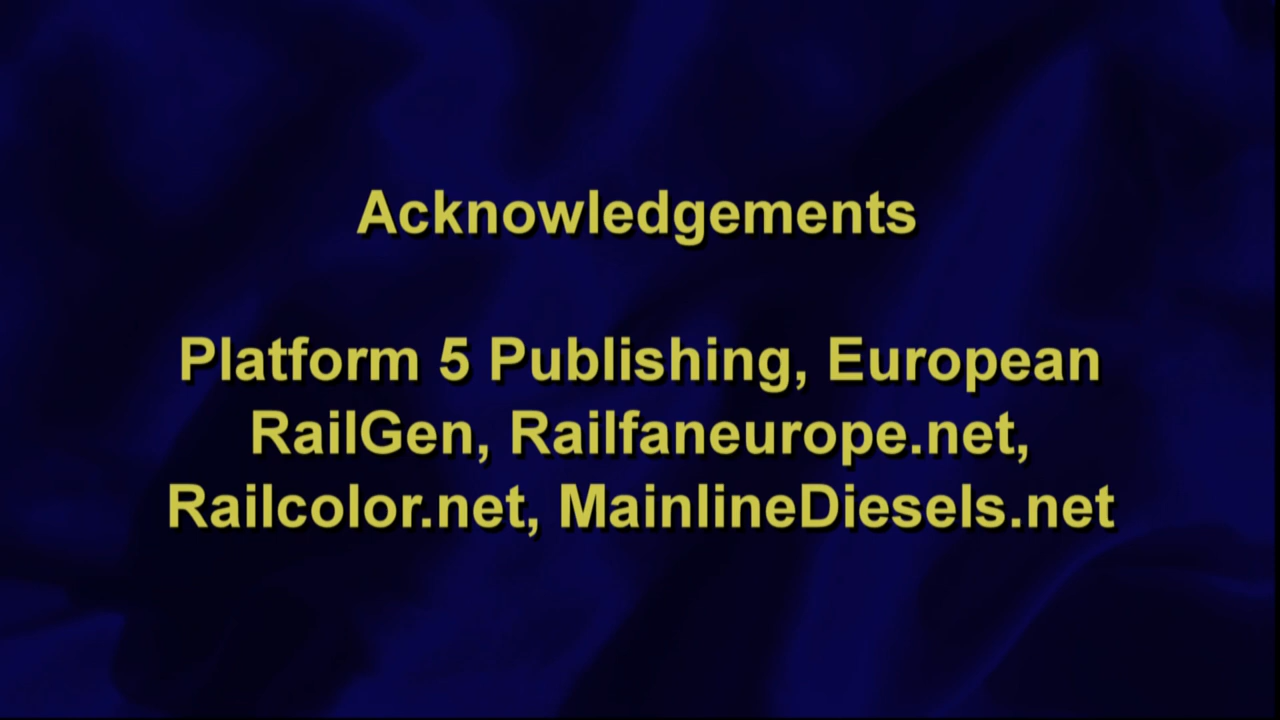 Acknowledgements
Platform 5 Publishing, European
RailGen, Railfaneurope.net,
Railcolor.net, MainlineDiesels.net